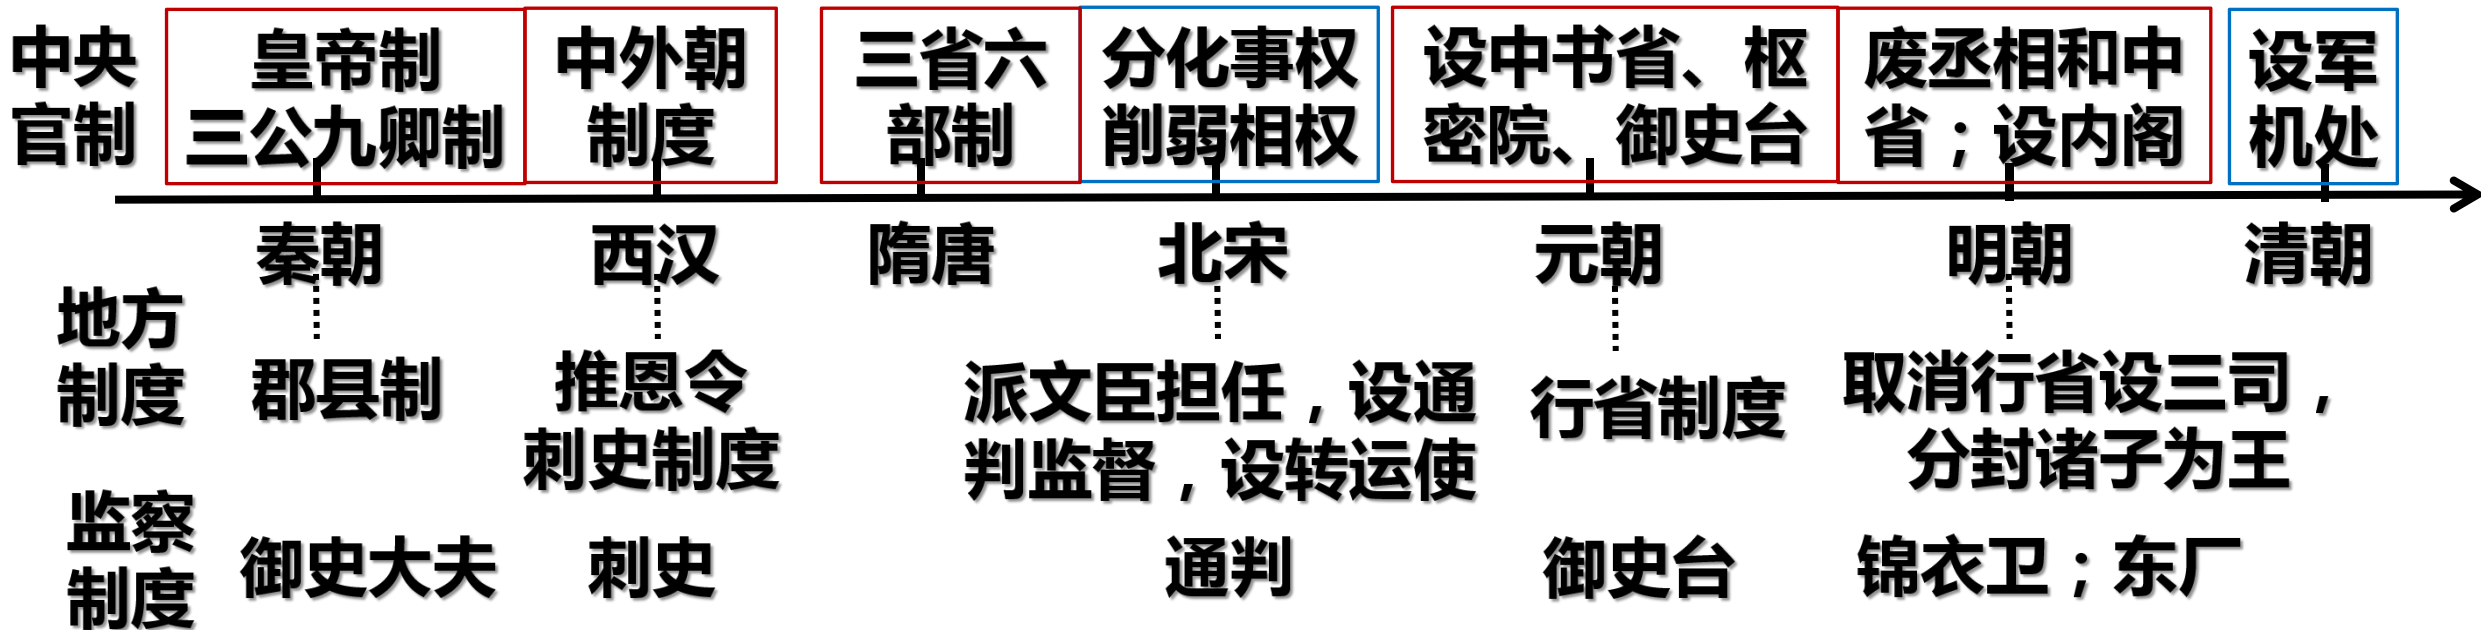 中央
官制
皇帝制
三公九卿制
中外朝
制度
三省六
部制
分化事权
削弱相权
设中书省、枢
密院、御史台
废丞相和中
省；设内阁
设军
机处
秦朝
西汉
隋唐
北宋
元朝
明朝
清朝
地方
制度
郡县制
推恩令
刺史制度
派文臣担任，设通
判监督，设转运使
行省制度
取消行省设三司，
分封诸子为王
监察
制度
御史大夫
刺史
通判
御史台
锦衣卫；东厂